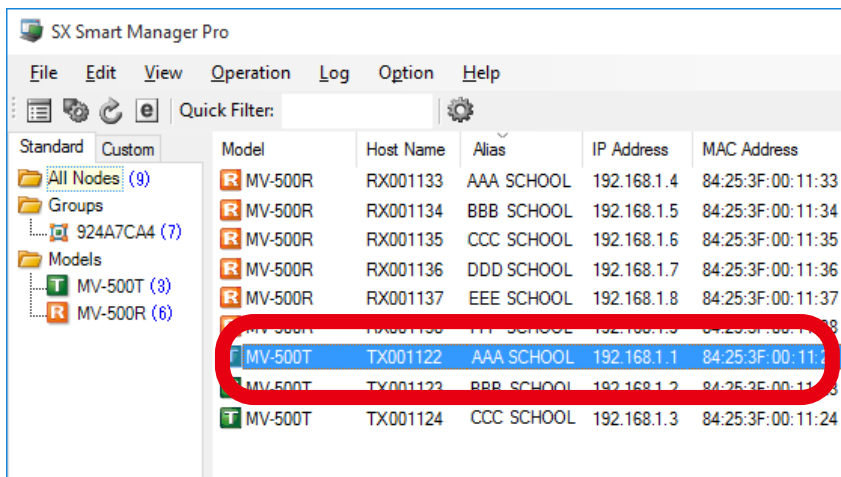 SX Smart Manager Pro
File Edit View Operation Log Option Help
Quick Filter:
Standard Custom
All Nodes (9)
Groups
924A7CA4 (7)
Models
T MV-500T (3)
R MV-500R (6)
Model Host Name Alias IP Address MAC Address
R MV-500R RX001133 AAA SCHOOL 192.168.1.4 84:25:3F:00:11:33
R MV-500R RX001134 BBB SCHOOL 192.168.1.5 84:25:3F:00:11:34
R MV-500R RX001135 CCC SCHOOL 192.168.1.6 84:25:3F:00:11:35
R MV-500R RX001136 DDD SCHOOL 192.168.1.7 84:25:3F:00:11:36
R MV-500R RX001137 EEE SCHOOL 192.168.1.8 84:25:3F:00:11:37
MV-500T TX001122 AAA SCHOOL 192.168.1.1 84:25:3F:00:11:2
MV-500T TX001123 BBB SCHOOL 192.168.1.2
T MV-500T TX001124 CCC SCHOOL 192.168.1.3 84:25:3F:00:11:24